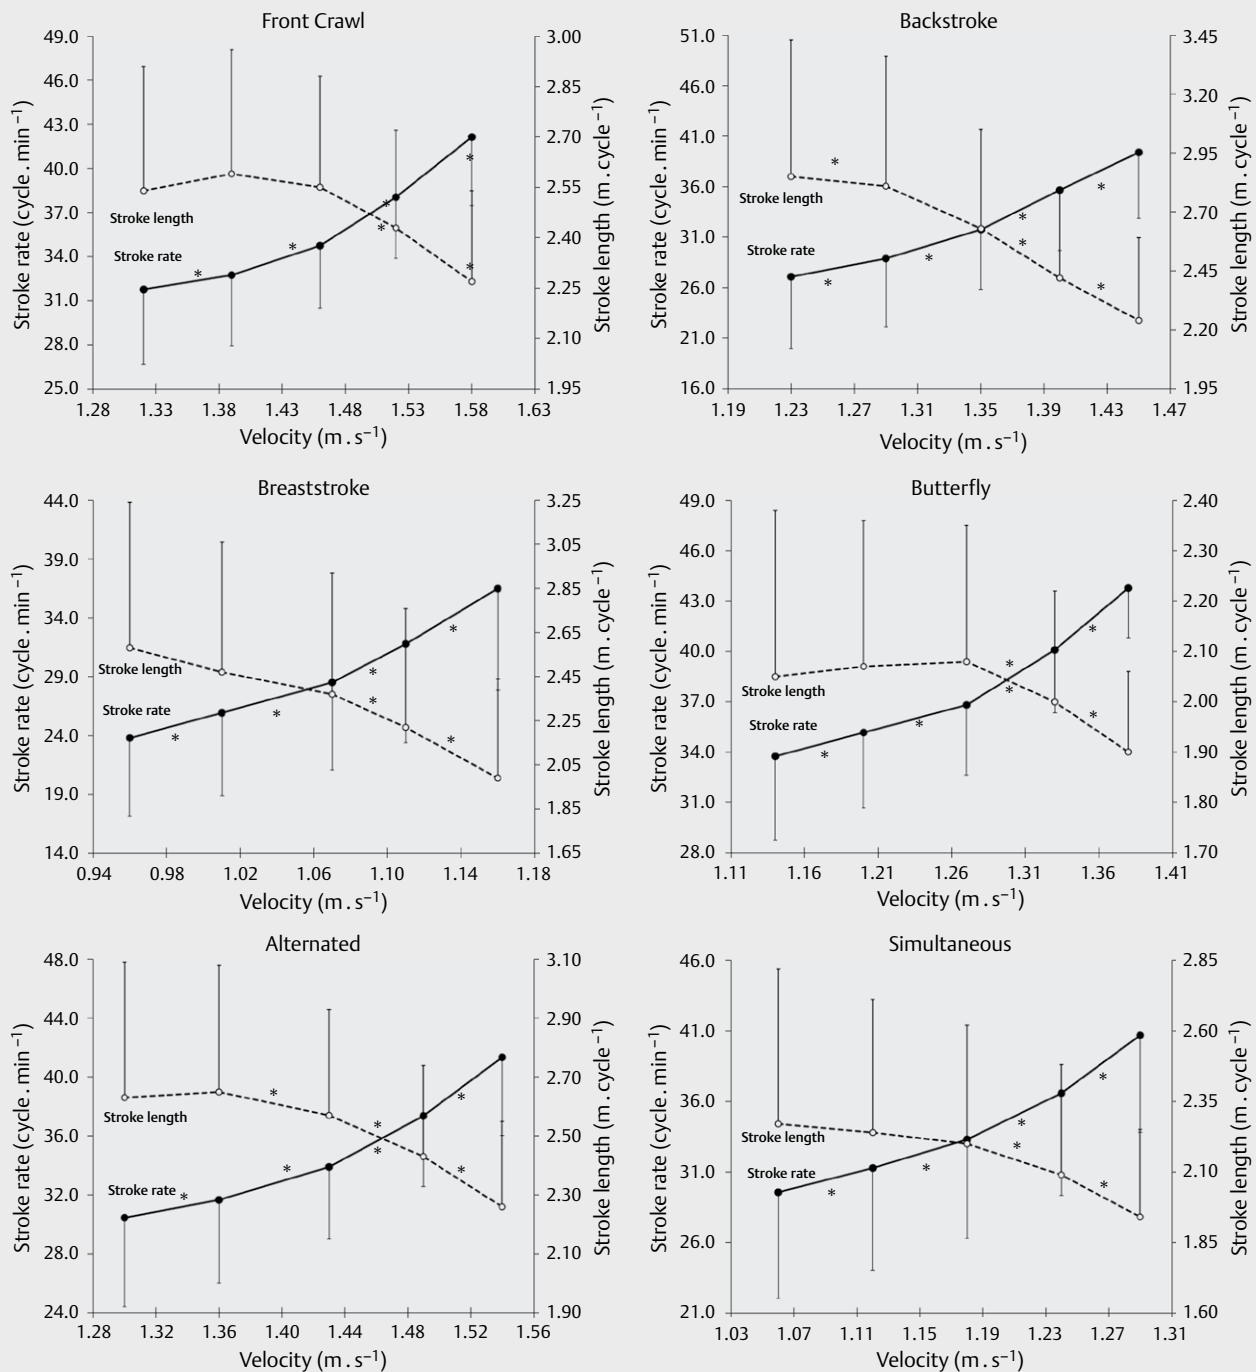 Front Crawl
Stroke rate (cycle. min⁻¹)
49.0
46.0
43.0
40.0
37.0
34.0
31.0
28.0
25.0
Stroke length
Stroke rate
* * * * * * *
3.00
2.85
2.70
2.55
2.40
2.25
2.10
1.95
Stroke length (m. cycle⁻¹)
1.28 1.33 1.38 1.43 1.48 1.53 1.58 1.63
Velocity (m . s⁻¹)
Backstroke
Stroke rate (cycle. min⁻¹)
51.0
46.0
41.0
36.0
31.0
26.0
21.0
16.0
Stroke length
Stroke rate
* * * * * * *
3.45
3.20
2.95
2.70
2.45
2.20
1.95
Stroke length (m. cycle⁻¹)
1.19 1.23 1.27 1.31 1.35 1.39 1.43 1.47
Velocity (m . s⁻¹)
Breaststroke
Stroke rate (cycle. min⁻¹)
44.0
39.0
34.0
29.0
24.0
19.0
14.0
Stroke length
Stroke rate
* * * * * *
3.25
3.05
2.85
2.65
2.45
2.25
2.05
1.85
1.65
Stroke length (m. cycle⁻¹)
0.94 0.98 1.02 1.06 1.10 1.14 1.18
Velocity (m . s⁻¹)
Butterfly
Stroke rate (cycle. min⁻¹)
49.0
46.0
43.0
40.0
37.0
34.0
31.0
28.0
Stroke length
Stroke rate
* * * * * *
2.40
2.30
2.20
2.10
2.00
1.90
1.80
1.70
Stroke length (m. cycle⁻¹)
1.11 1.16 1.21 1.26 1.31 1.36 1.41
Velocity (m . s⁻¹)
Alternated
Stroke rate (cycle. min⁻¹)
48.0
44.0
40.0
36.0
32.0
28.0
24.0
Stroke length
Stroke rate
* * * * * * *
3.10
2.90
2.70
2.50
2.30
2.10
1.90
Stroke length (m. cycle⁻¹)
1.28 1.32 1.36 1.40 1.44 1.48 1.52 1.56
Velocity (m . s⁻¹)
Simultaneous
Stroke rate (cycle. min⁻¹)
46.0
41.0
36.0
31.0
26.0
21.0
Stroke length
Stroke rate
* * * * * *
2.85
2.60
2.35
2.10
1.85
1.60
Stroke length (m. cycle⁻¹)
1.03 1.07 1.11 1.15 1.19 1.23 1.27 1.31
Velocity (m . s⁻¹)